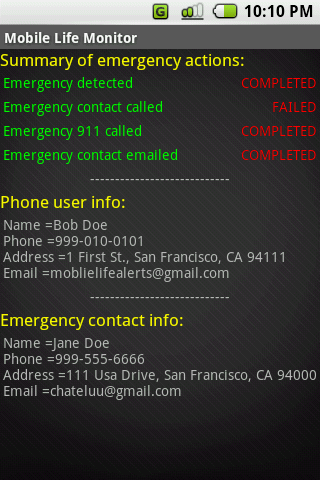 G 10:10 PM
Mobile Life Monitor
Summary of emergency actions:
Emergency detected COMPLETED
Emergency contact called FAILED
Emergency 911 called COMPLETED
Emergency contact emailed COMPLETED
----------------------------
Phone user info:
Name =Bob Doe
Phone =999-010-0101
Address =1 First St., San Francisco, CA 94111
Email =moblielifealerts@gmail.com
----------------------------
Emergency contact info:
Name =Jane Doe
Phone =999-555-6666
Address =111 Usa Drive, San Francisco, CA 94000
Email =chateluu@gmail.com